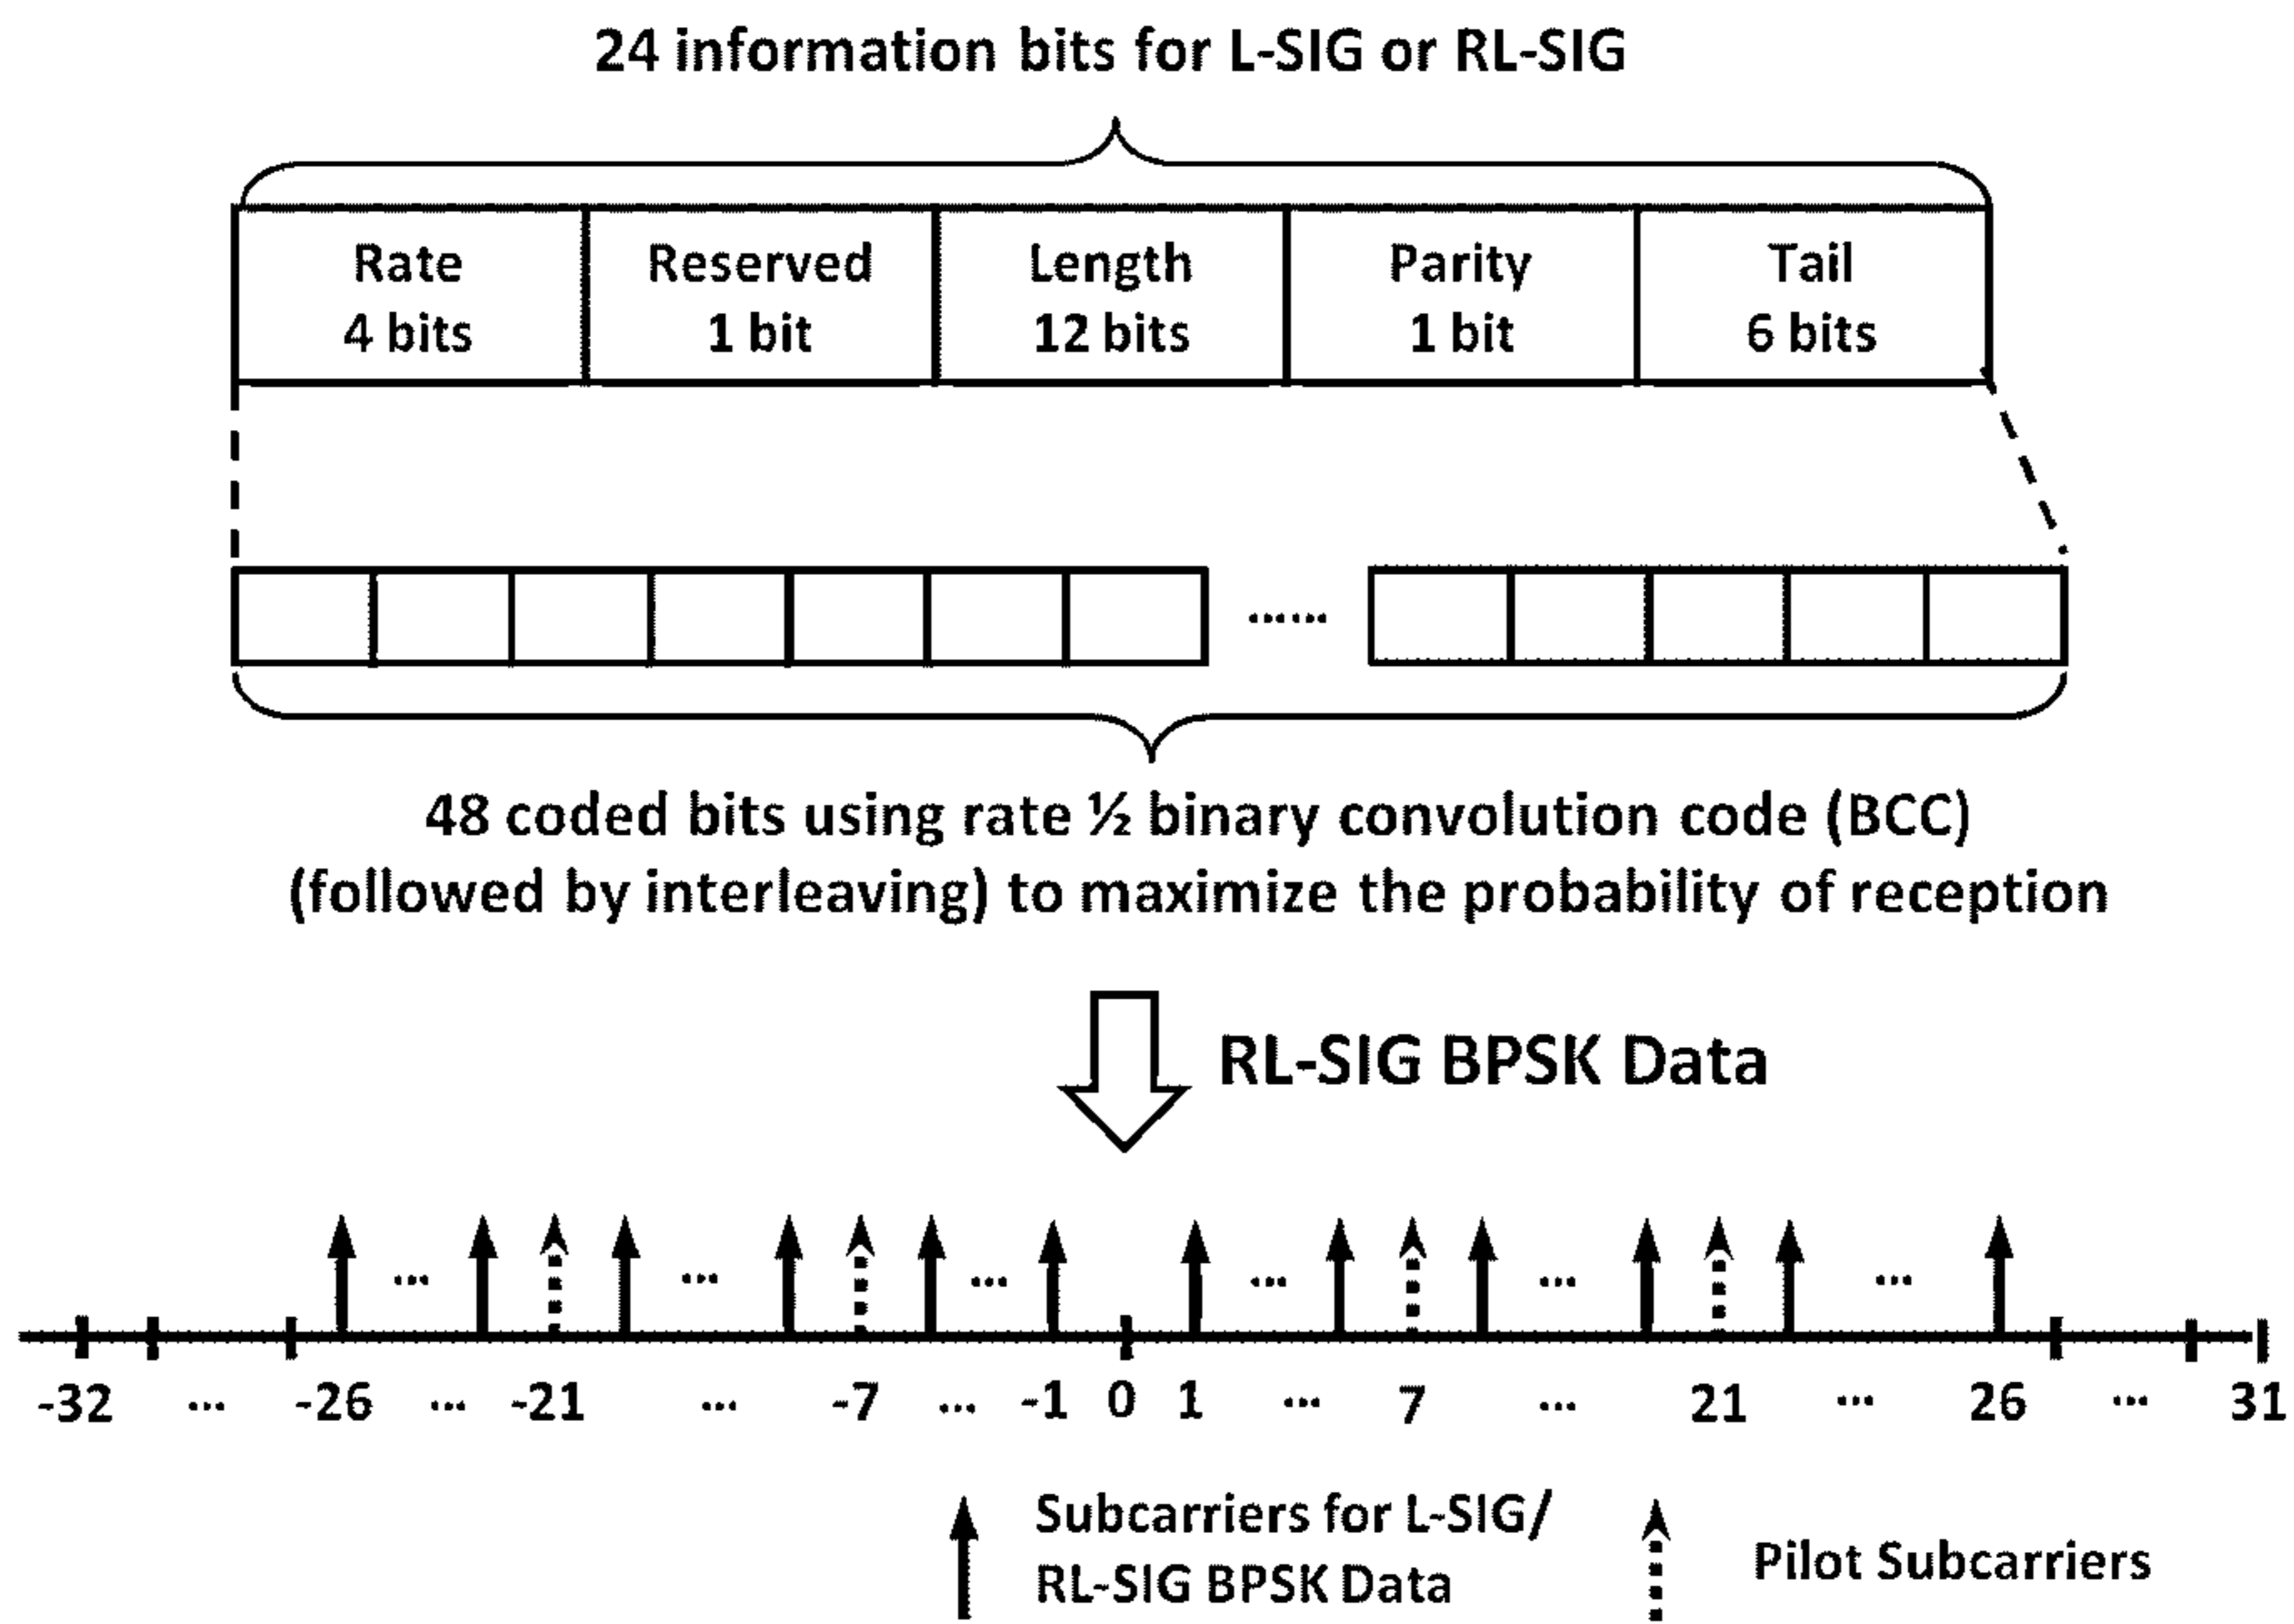 24 information bits for L-SIG or RL-SIG
Rate Reserved Length Parity Tail
4 bits 1 bit 12 bits 1 bit 6 bits
......
48 coded bits using rate ½ binary convolution code (BCC)
(followed by interleaving) to maximize the probability of reception
RL-SIG BPSK Data
... ... ... ... ... ...
-32 ... -26 ... -21 ... -7 ... -1 0 1 ... 7 ... 21 ... 26 ... 31
Subcarriers for L-SIG/
RL-SIG BPSK Data
Pilot Subcarriers